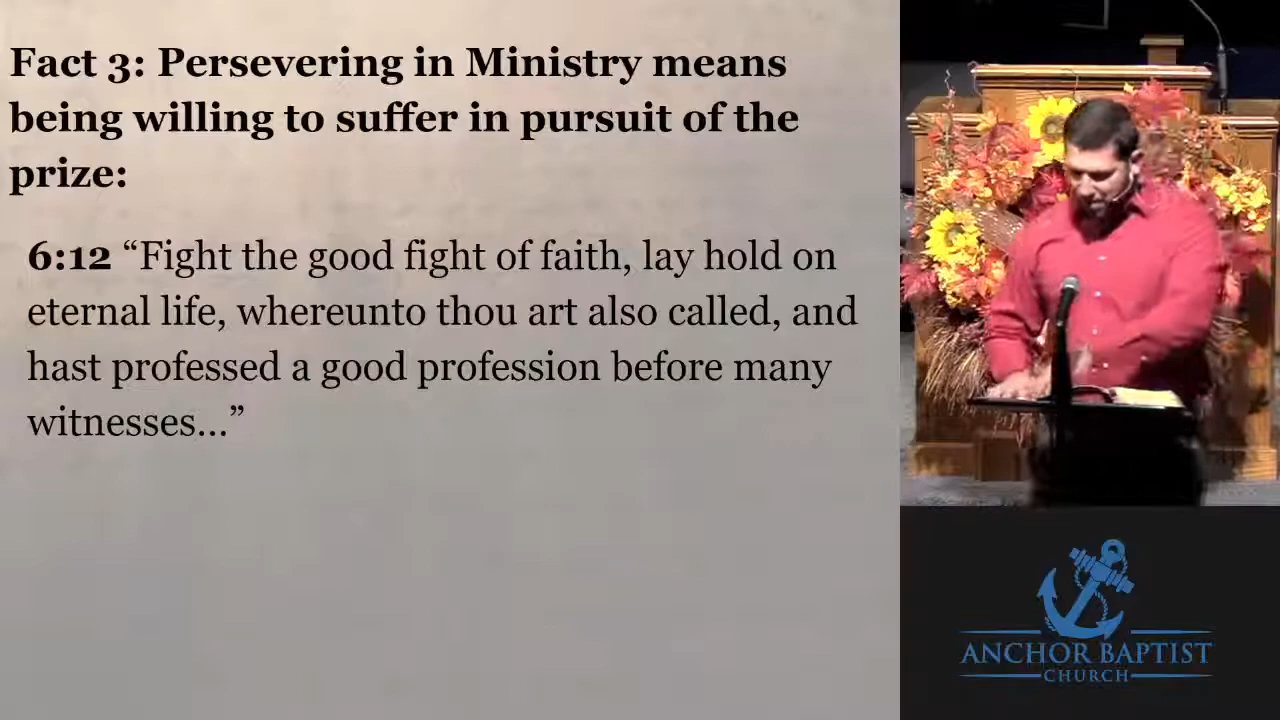 Fact 3: Persevering in Ministry means
being willing to suffer in pursuit of the
prize:
6:12 “Fight the good fight of faith, lay hold on
eternal life, whereunto thou art also called, and
hast professed a good profession before many
witnesses...”
ANCHOR BAPTIST
CHURCH